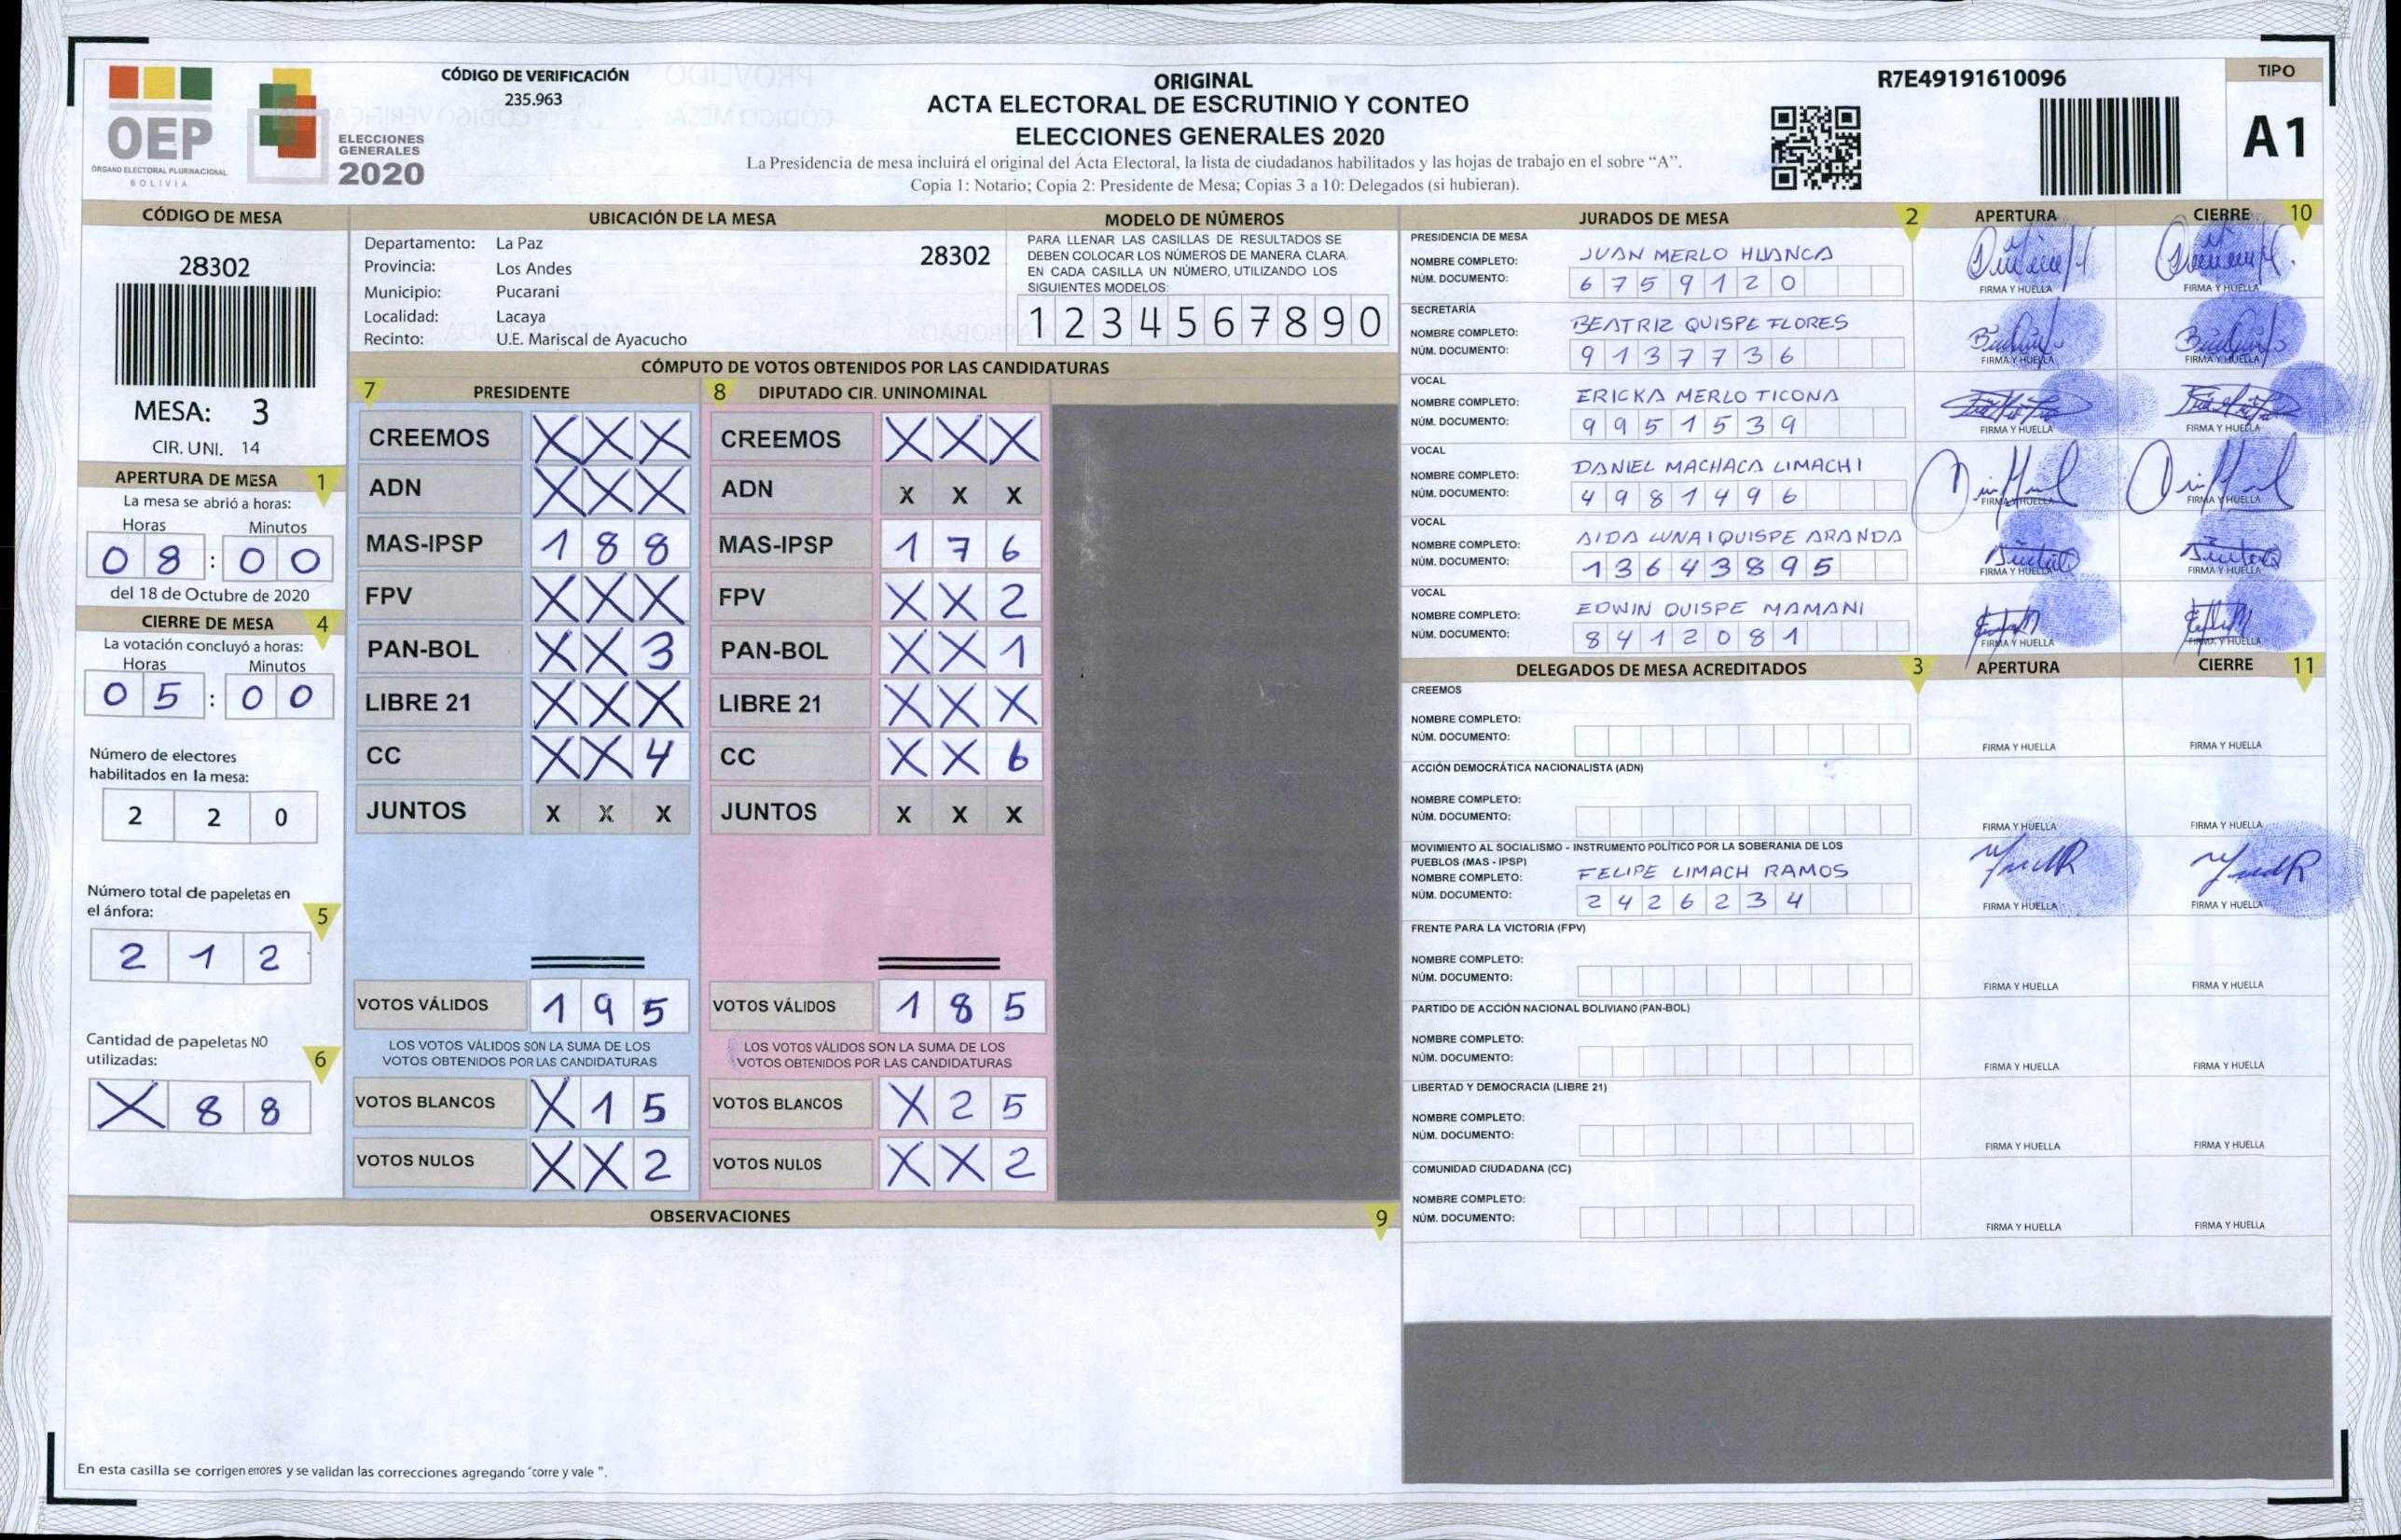 OEP
ÓRGANO ELECTORAL PLURINACIONAL
BOLIVIA
ELECCIONES
GENERALES
2020
CÓDIGO DE VERIFICACIÓN
235.963
ORIGINAL
ACTA ELECTORAL DE ESCRUTINIO Y CONTEO
ELECCIONES GENERALES 2020
La Presidencia de mesa incluirá el original del Acta Electoral, la lista de ciudadanos habilitados y las hojas de trabajo en el sobre “A”.
Copia 1: Notario; Copia 2: Presidente de Mesa; Copias 3 a 10: Delegados (si hubieran).
R7E49191610096
TIPO
A1
CÓDIGO DE MESA
28302
MESA: 3
CIR. UNI. 14
APERTURA DE MESA 1
La mesa se abrió a horas:
Horas Minutos
0 8 : 0 0
del 18 de Octubre de 2020
CIERRE DE MESA 4
La votación concluyó a horas:
Horas Minutos
0 5 : 0 0
Número de electores
habilitados en la mesa:
2 2 0
Número total de papeletas en
el ánfora: 5
2 1 2
Cantidad de papeletas NO
utilizadas: 6
X 8 8
UBICACIÓN DE LA MESA
Departamento: La Paz
28302
Provincia: Los Andes
Municipio: Pucarani
Localidad: Lacaya
Recinto: U.E. Mariscal de Ayacucho
MODELO DE NÚMEROS
PARA LLENAR LAS CASILLAS DE RESULTADOS SE
DEBEN COLOCAR LOS NÚMEROS DE MANERA CLARA.
EN CADA CASILLA UN NÚMERO, UTILIZANDO LOS
SIGUIENTES MODELOS:
1 2 3 4 5 6 7 8 9 0
CÓMPUTO DE VOTOS OBTENIDOS POR LAS CANDIDATURAS
7 PRESIDENTE
CREEMOS X X X
ADN X X X
MAS-IPSP 1 8 8
FPV X X X
PAN-BOL X X 3
LIBRE 21 X X X
CC X X 4
JUNTOS X X X
VOTOS VÁLIDOS 1 9 5
LOS VOTOS VÁLIDOS SON LA SUMA DE LOS
VOTOS OBTENIDOS POR LAS CANDIDATURAS
VOTOS BLANCOS X 1 5
VOTOS NULOS X X 2
8 DIPUTADO CIR. UNINOMINAL
CREEMOS X X X
ADN X X X
MAS-IPSP 1 7 6
FPV X X 2
PAN-BOL X X 1
LIBRE 21 X X X
CC X X 6
JUNTOS X X X
VOTOS VÁLIDOS 1 8 5
LOS VOTOS VÁLIDOS SON LA SUMA DE LOS
VOTOS OBTENIDOS POR LAS CANDIDATURAS
VOTOS BLANCOS X 2 5
VOTOS NULOS X X 2
OBSERVACIONES 9
En esta casilla se corrigen errores y se validan las correcciones agregando "corre y vale ".
JURADOS DE MESA 2 APERTURA CIERRE 10
PRESIDENCIA DE MESA
NOMBRE COMPLETO: JUAN MERLO HUANCA
NÚM. DOCUMENTO: 6 7 5 9 1 2 0
FIRMA Y HUELLA FIRMA Y HUELLA
SECRETARÍA
NOMBRE COMPLETO: BEATRIZ QUISPE FLORES
NÚM. DOCUMENTO: 9 1 3 7 7 3 6
FIRMA Y HUELLA FIRMA Y HUELLA
VOCAL
NOMBRE COMPLETO: ERICKA MERLO TICONA
NÚM. DOCUMENTO: 9 9 5 1 5 3 9
FIRMA Y HUELLA FIRMA Y HUELLA
VOCAL
NOMBRE COMPLETO: DANIEL MACHACA LIMACHI
NÚM. DOCUMENTO: 4 9 8 1 4 9 6
FIRMA Y HUELLA FIRMA Y HUELLA
VOCAL
NOMBRE COMPLETO: AIDA LUNAI QUISPE ARANDA
NÚM. DOCUMENTO: 1 3 6 4 3 8 9 5
FIRMA Y HUELLA FIRMA Y HUELLA
VOCAL
NOMBRE COMPLETO: EDWIN QUISPE MAMANI
NÚM. DOCUMENTO: 8 4 1 2 0 8 1
FIRMA Y HUELLA FIRMA Y HUELLA
DELEGADOS DE MESA ACREDITADOS 3 APERTURA CIERRE 11
CREEMOS
NOMBRE COMPLETO:
NÚM. DOCUMENTO:
FIRMA Y HUELLA FIRMA Y HUELLA
ACCIÓN DEMOCRÁTICA NACIONALISTA (ADN)
NOMBRE COMPLETO:
NÚM. DOCUMENTO:
FIRMA Y HUELLA FIRMA Y HUELLA
MOVIMIENTO AL SOCIALISMO - INSTRUMENTO POLÍTICO POR LA SOBERANIA DE LOS
PUEBLOS (MAS - IPSP)
NOMBRE COMPLETO: FELIPE LIMACH RAMOS
NÚM. DOCUMENTO: 2 4 2 6 2 3 4
FIRMA Y HUELLA FIRMA Y HUELLA
FRENTE PARA LA VICTORIA (FPV)
NOMBRE COMPLETO:
NÚM. DOCUMENTO:
FIRMA Y HUELLA FIRMA Y HUELLA
PARTIDO DE ACCIÓN NACIONAL BOLIVIANO (PAN-BOL)
NOMBRE COMPLETO:
NÚM. DOCUMENTO:
FIRMA Y HUELLA FIRMA Y HUELLA
LIBERTAD Y DEMOCRACIA (LIBRE 21)
NOMBRE COMPLETO:
NÚM. DOCUMENTO:
FIRMA Y HUELLA FIRMA Y HUELLA
COMUNIDAD CIUDADANA (CC)
NOMBRE COMPLETO:
NÚM. DOCUMENTO:
FIRMA Y HUELLA FIRMA Y HUELLA